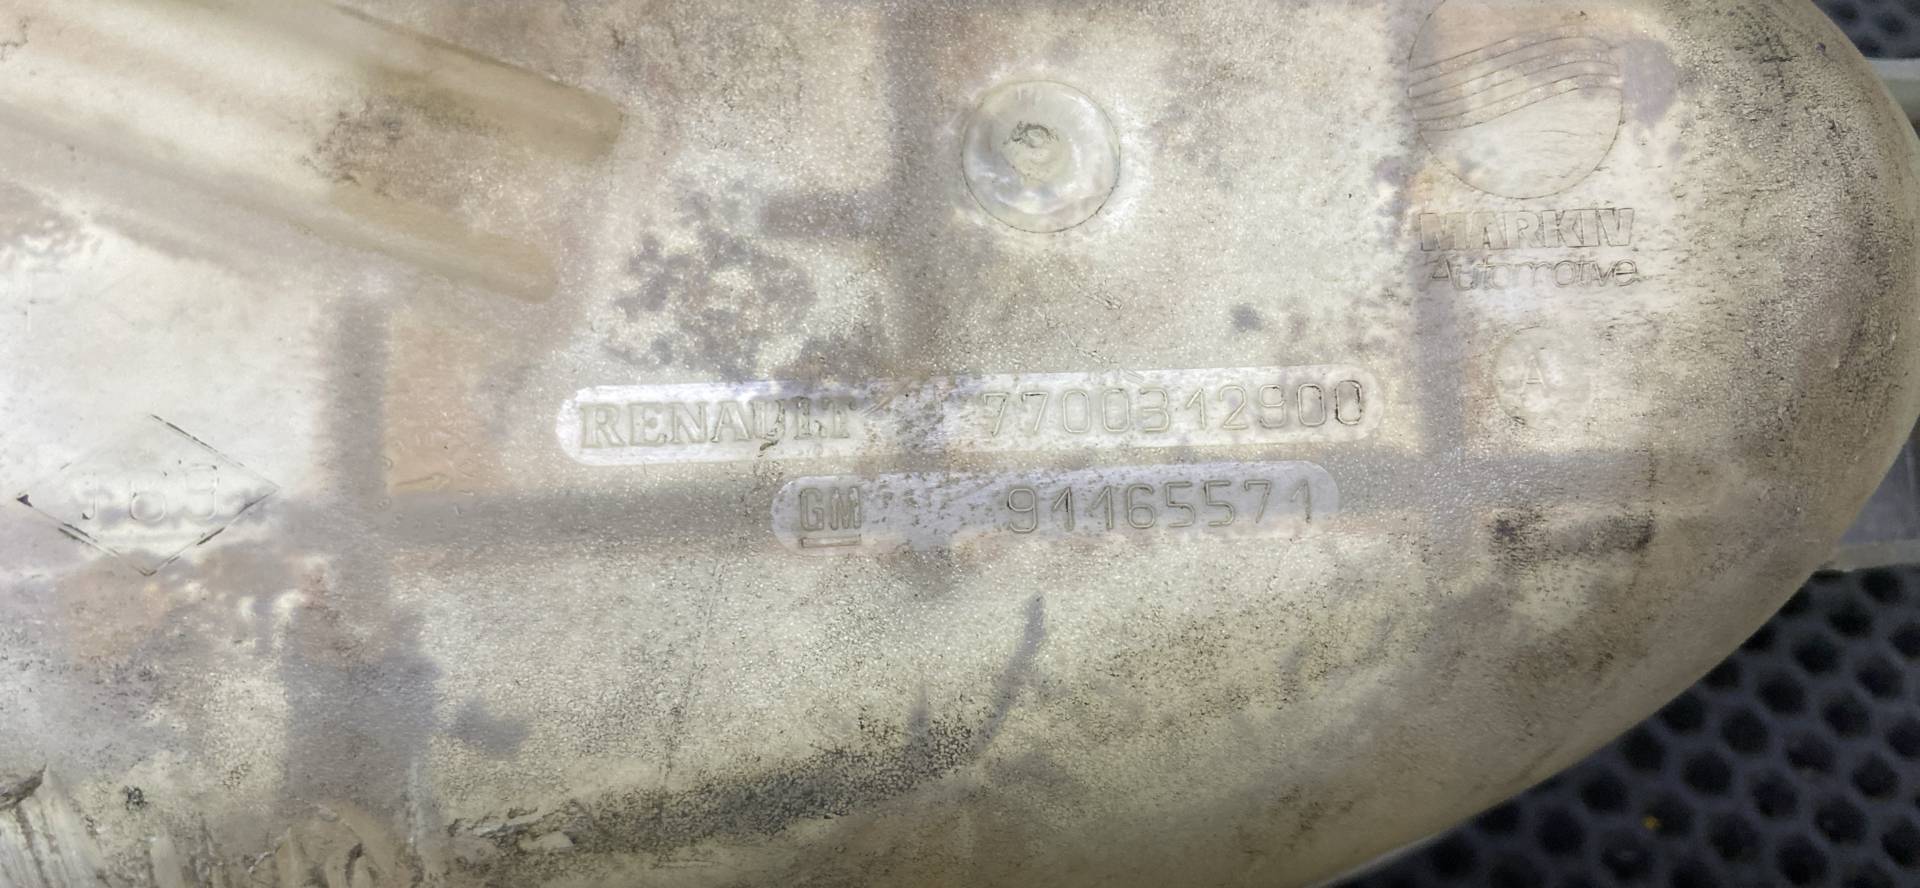 MARKIV
Automotive
A
RENAULT 7700312900
GM 91165571